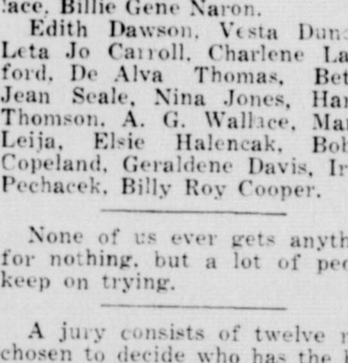 Billie Gene Naron.
Edith Dawson, Vesta
Leta Jo Carroll, Charlene
ford, De Alva Thomas,
Jean Seale, Nina Jones,
Thomson, A. G. Wallace,
Leija, Elsie Halencak,
Copeland, Geraldene Davis,
Pechacek, Billy Roy Cooper.
None of us ever gets
for nothing, but a lot of
keep on trying.
A jury consists of twelve
chosen to decide who has the